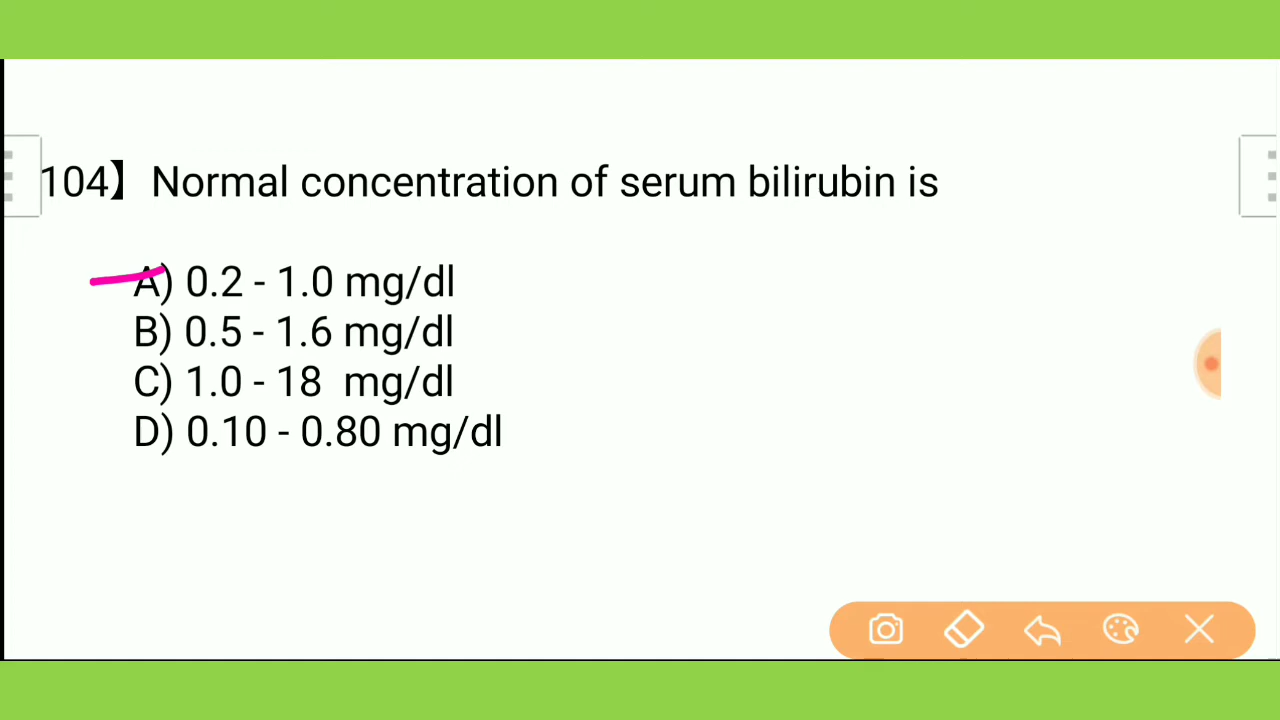 104】 Normal concentration of serum bilirubin is
A) 0.2 - 1.0 mg/dl
B) 0.5 - 1.6 mg/dl
C) 1.0 - 18 mg/dl
D) 0.10 - 0.80 mg/dl